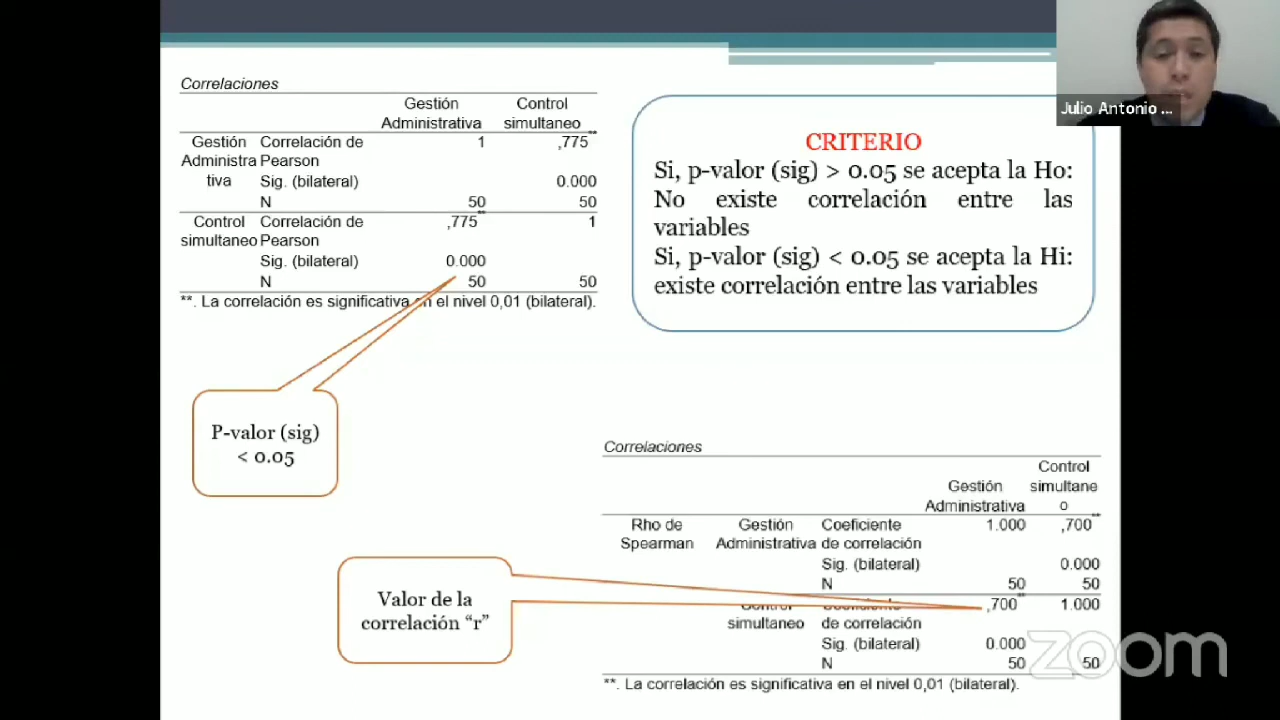 Julio Antonio ...
Correlaciones
Gestión Administrativa Control simultaneo
Gestión Administra tiva Correlación de Pearson 1 ,775**
Sig. (bilateral) 0.000
N 50 50
Control simultaneo Correlación de Pearson ,775** 1
Sig. (bilateral) 0.000
N 50 50
**. La correlación es significativa en el nivel 0,01 (bilateral).
CRITERIO
Si, p-valor (sig) > 0.05 se acepta la Ho:
No existe correlación entre las
variables
Si, p-valor (sig) < 0.05 se acepta la Hi:
existe correlación entre las variables
P-valor (sig)
< 0.05
Correlaciones
Gestión Administrativa Control simultane o
Rho de Spearman Gestión Administrativa Coeficiente de correlación 1.000 ,700**
Sig. (bilateral) 0.000
N 50 50
Control simultaneo Coeficiente de correlación ,700** 1.000
Sig. (bilateral) 0.000
N 50 50
**. La correlación es significativa en el nivel 0,01 (bilateral).
Valor de la
correlación “r”
zoom